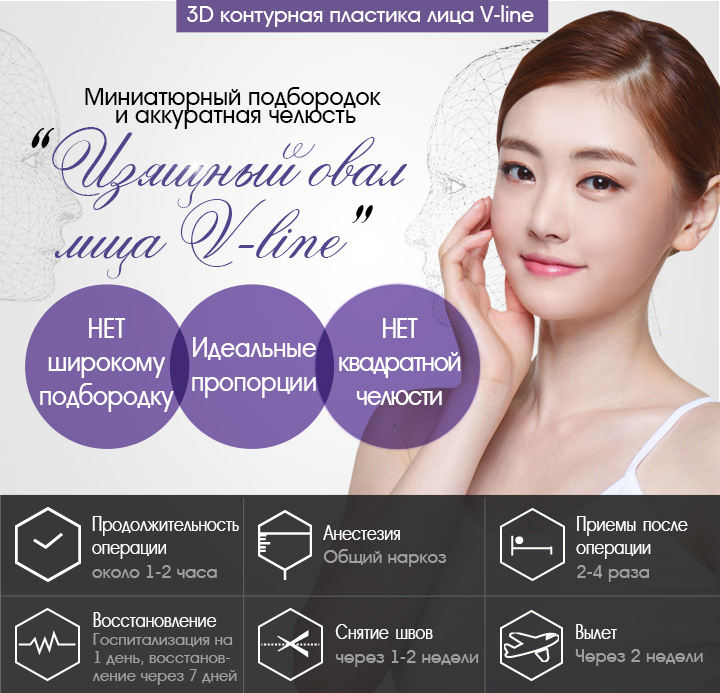 3D контурная пластика лица V-line
Миниатюрный подбородок
и аккуратная челюсть
“Изящный овал
лица V-line”
НЕТ
широкому
подбородку
Идеальные
пропорции
НЕТ
квадратной
челюсти
Продолжительность
операции
около 1-2 часа
Анестезия
Общий наркоз
Приемы после
операции
2-4 раза
Восстановление
Госпитализация на
1 день, восстанов-
ление через 7 дней
Снятие швов
через 1-2 недели
Вылет
Через 2 недели